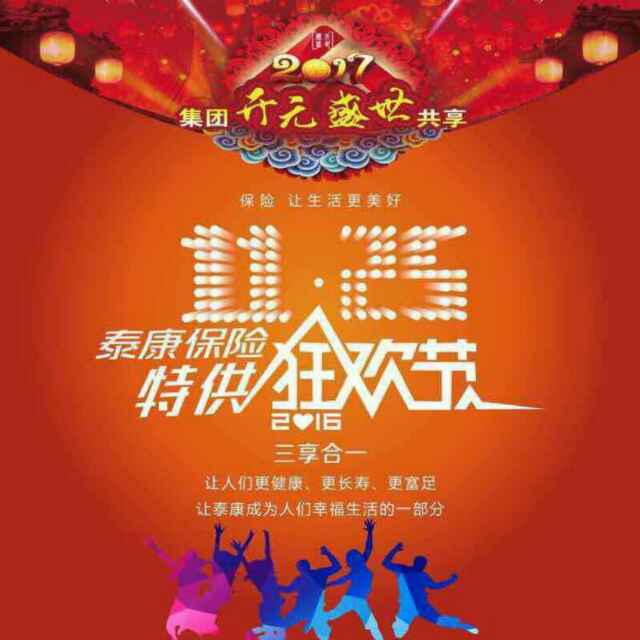 2017
集团 开元盛世 共享
保险 让生活更美好
11.25
泰康保险
特供 狂欢节
2016
三享合一
让人们更健康、更长寿、更富足
让泰康成为人们幸福生活的一部分